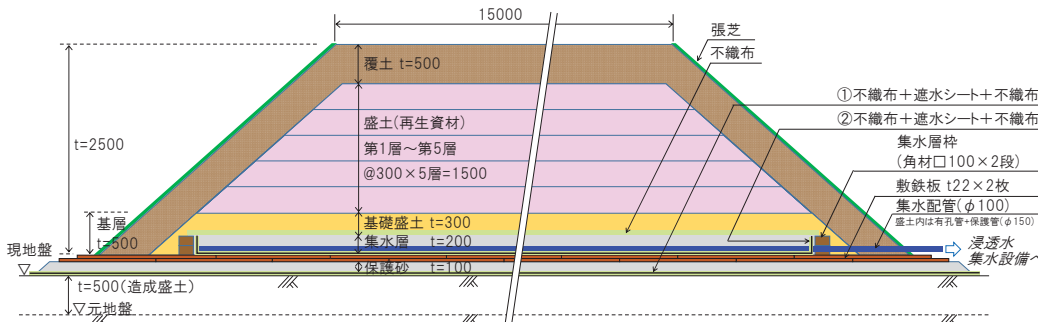 15000
張芝
不織布
覆土 t=500
①不織布＋遮水シート＋不織布
②不織布＋遮水シート＋不織布
盛土(再生資材)
第1層～第5層
@300×5層=1500
t=2500
集水層枠
(角材口100×2段)
敷鉄板 t22×2枚
集水配管(φ100)
盛土内は有孔管+保護管(φ150)
基層
t=500
基礎盛土 t=300
集水層 t=200
現地盤
浸透水
集水設備へ
保護砂 t=100
▽
t=500(造成盛土)
▽元地盤